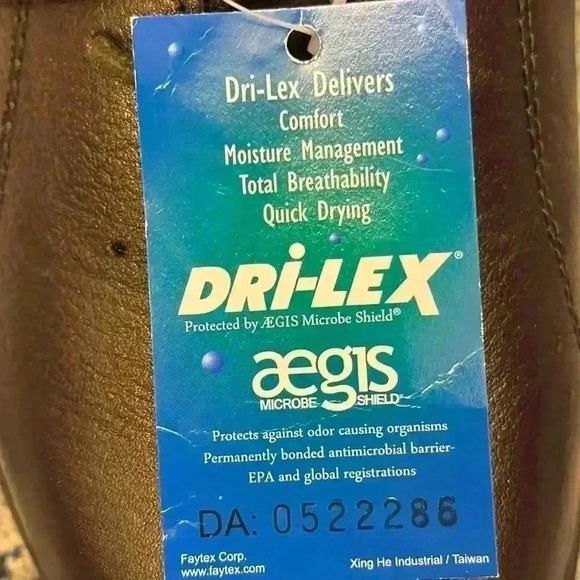 Dri-Lex Delivers
Comfort
Moisture Management
Total Breathability
Quick Drying
DRi-LEX®
Protected by ÆGIS Microbe Shield®
ægis
MICROBE SHIELD®
Protects against odor causing organisms
Permanently bonded antimicrobial barrier-
EPA and global registrations
DA: 0522286
Faytex Corp.
www.faytex.com
Xing He Industrial / Taiwan